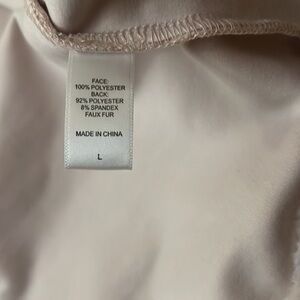 FACE:
100% POLYESTER
BACK:
92% POLYESTER
8% SPANDEX
FAUX FUR
MADE IN CHINA
L